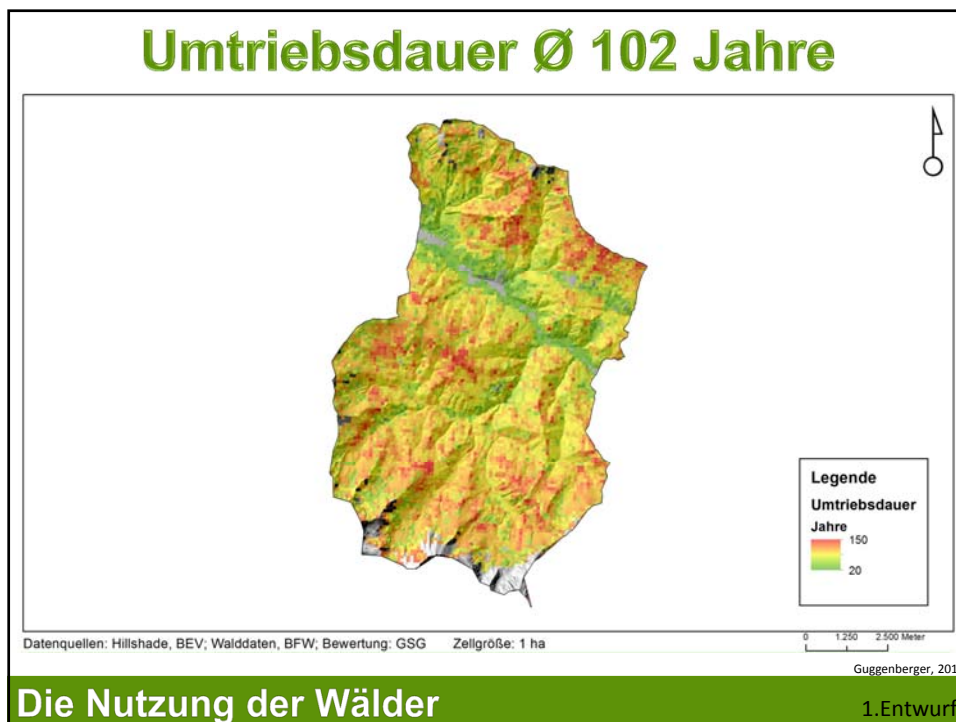 Umtriebsdauer Ø 102 Jahre
Legende
Umtriebsdauer
Jahre
150
20
Datenquellen: Hillshade, BEV; Walddaten, BFW; Bewertung: GSG Zellgröße: 1 ha
0 1.250 2.500 Meter
Guggenberger, 201
Die Nutzung der Wälder
1.Entwurf